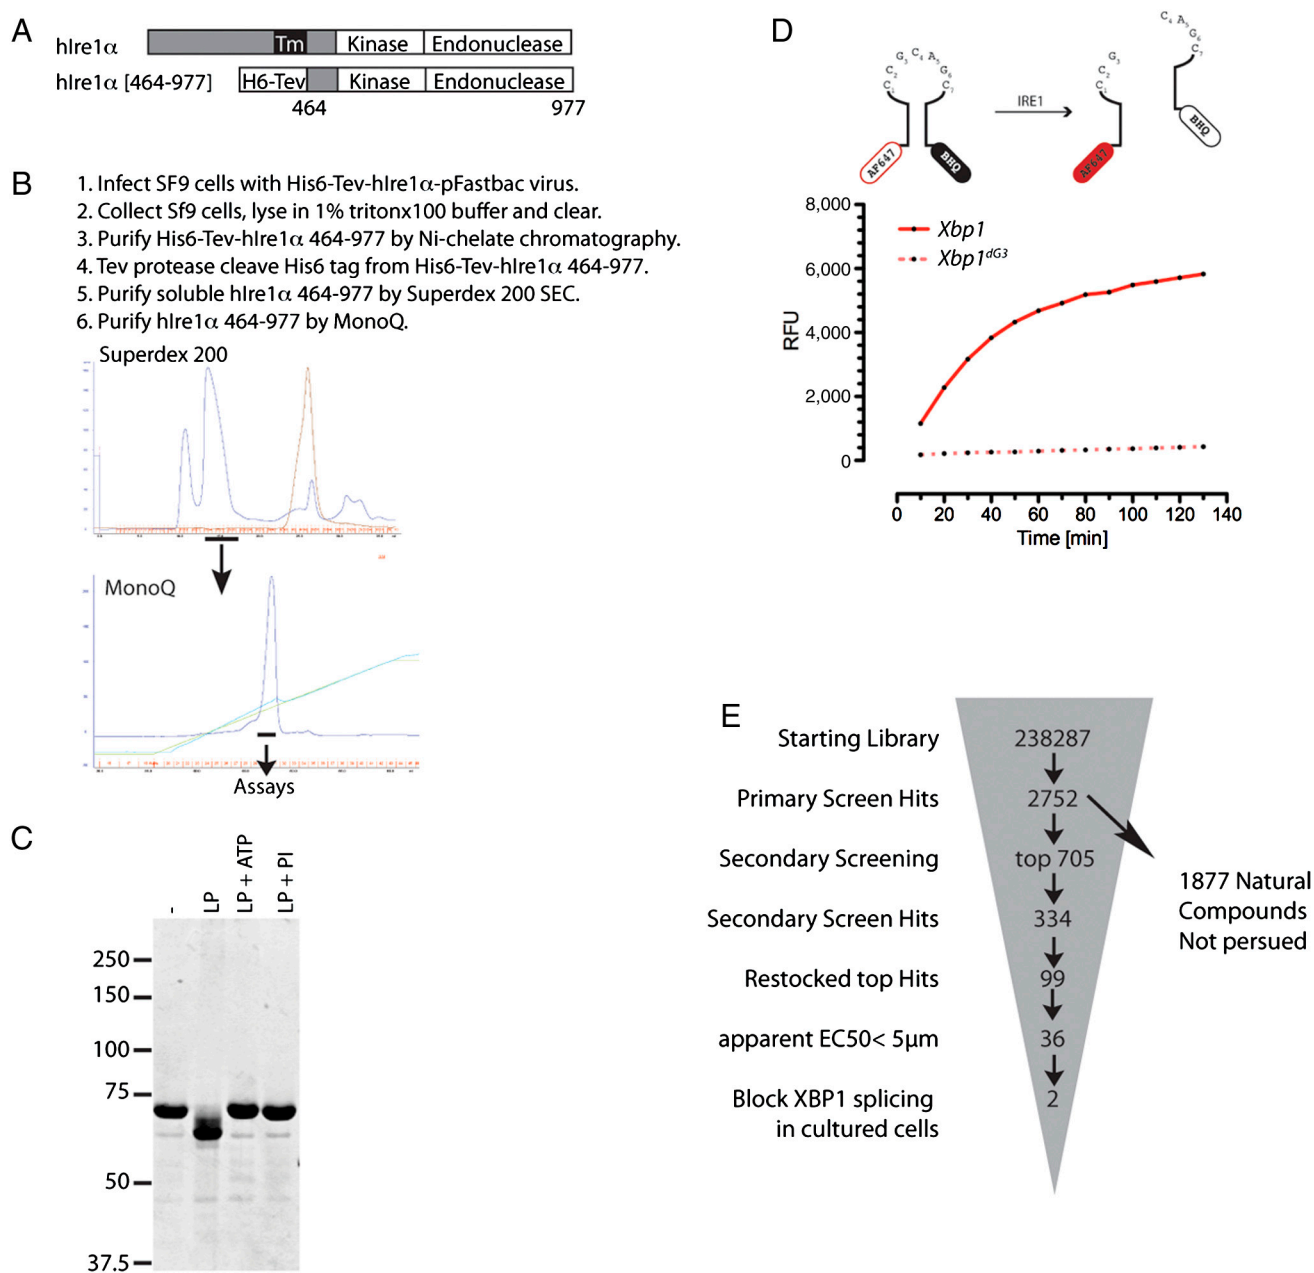 A
hIre1α
Tm
Kinase
Endonuclease
hIre1α [464-977]
H6-Tev
Kinase
Endonuclease
464
977
B
1. Infect SF9 cells with His6-Tev-hIre1α-pFastbac virus.
2. Collect Sf9 cells, lyse in 1% tritonx100 buffer and clear.
3. Purify His6-Tev-hIre1α 464-977 by Ni-chelate chromatography.
4. Tev protease cleave His6 tag from His6-Tev-hIre1α 464-977.
5. Purify soluble hIre1α 464-977 by Superdex 200 SEC.
6. Purify hIre1α 464-977 by MonoQ.
Superdex 200
MonoQ
Assays
C
-
LP
LP + ATP
LP + PI
250
150
100
75
50
37.5
D
C1
C2
G3
C4
A5
G6
C7
AF647
BHQ
IRE1
C1
C2
G3
AF647
C4
A5
G6
C7
BHQ
8,000
6,000
4,000
2,000
0
RFU
Xbp1
Xbp1dG3
0 20 40 60 80 100 120 140
Time [min]
E
Starting Library 238287
Primary Screen Hits 2752
Secondary Screening top 705
Secondary Screen Hits 334
Restocked top Hits 99
apparent EC50< 5µm 36
Block XBP1 splicing 2
in cultured cells
1877 Natural
Compounds
Not persued